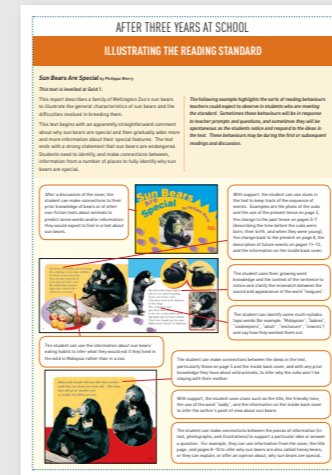 AFTER THREE YEARS AT SCHOOL
ILLUSTRATING THE READING STANDARD
Sun Bears Are Special by Philippa Werry
This text is levelled at Gold 1.
This report describes a family of Wellington Zoo's sun bears
to illustrate the general characteristics of sun bears and the
difficulties involved in breeding them.
This text begins with an apparently straightforward comment
about why sun bears are special and then gradually adds more
and more information about their special features. The text
ends with a strong statement that sun bears are endangered.
Students need to identify, and make connections between,
information from a number of places to fully identify why sun
bears are special.
The following example highlights the sorts of reading behaviours
teachers could expect to observe in students who are meeting
the standard. Sometimes these behaviours will be in response
to teacher prompts and questions, and sometimes they will be
spontaneous as the students notice and respond to the ideas in
the text. These behaviours may be during the first or subsequent
readings and discussion.
After a discussion of the cover, the
student can make connections to their
prior knowledge of bears or of other
non-fiction texts about animals to
predict some words and/or information
they would expect to find in a text about
sun bears.
Sun Bears
Are
Special
With support, the student can use clues in
the text to keep track of the sequence of
events. Examples are the photo of the cubs
and the use of the present tense on page 2,
the change to the past tense on pages 5–7
(describing the time before the cubs were
born, their birth, and when they were young),
the change back to the present on page 8, the
description of future events on pages 11–12,
and the information on the inside back cover.
The student uses their growing word
knowledge and the context of the sentence to
notice and clarify the mismatch between the
sound and appearance of the word "tongues".
The student can identify some multi-syllabic
topic words (for example, "Malaysia", "babies",
"zookeepers", "adult", "enclosure", "insects")
and say how they worked them out.
The student can use the information about sun bears'
eating habits to infer what they would eat if they lived in
the wild in Malaysia rather than in a zoo.
The student can make connections between the ideas in the text,
particularly those on page 5 and the inside back cover, and with any prior
knowledge they have about wild animals, to infer why the cubs aren't
staying with their mother.
With support, the student uses clues such as the title, the friendly tone,
the use of the word "sadly", and the information on the inside back cover
to infer the author's point of view about sun bears.
The student can make connections between the pieces of information (in
text, photographs, and illustrations) to support a particular idea or answer
a question. For example, they can use information from the cover, the title
page, and pages 8–10 to infer why sun bears are also called honey bears,
or they can explain, or offer an opinion about, why sun bears are special.